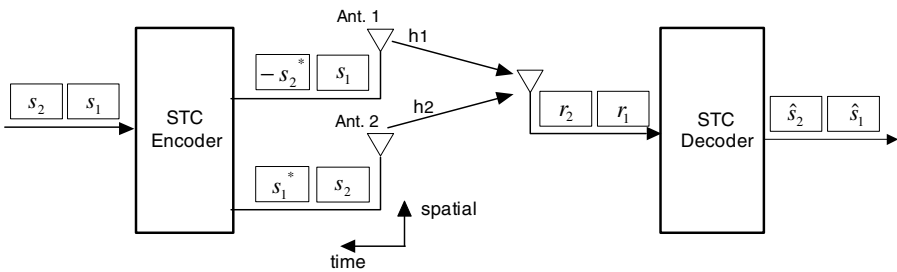 Ant. 1
h1
− s₂* s₁
s₂ s₁
STC
Encoder
h2
Ant. 2
s₁* s₂
r₂ r₁
STC
Decoder
ŝ₂ ŝ₁
spatial
time